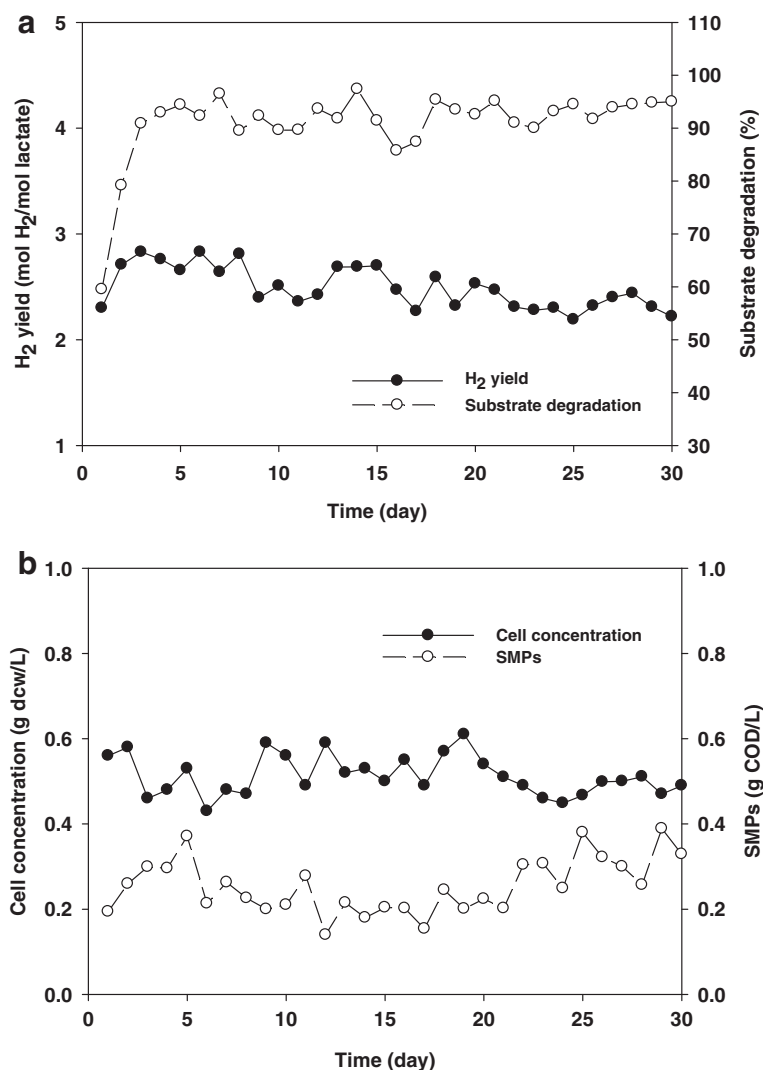 a
5
4
3
2
1
H2 yield (mol H2/mol lactate)
110
100
90
80
70
60
50
40
30
Substrate degradation (%)
H2 yield
Substrate degradation
0 5 10 15 20 25 30
Time (day)
b
1.0
0.8
0.6
0.4
0.2
0.0
Cell concentration (g dcw/L)
1.0
0.8
0.6
0.4
0.2
0.0
SMPs (g COD/L)
Cell concentration
SMPs
0 5 10 15 20 25 30
Time (day)